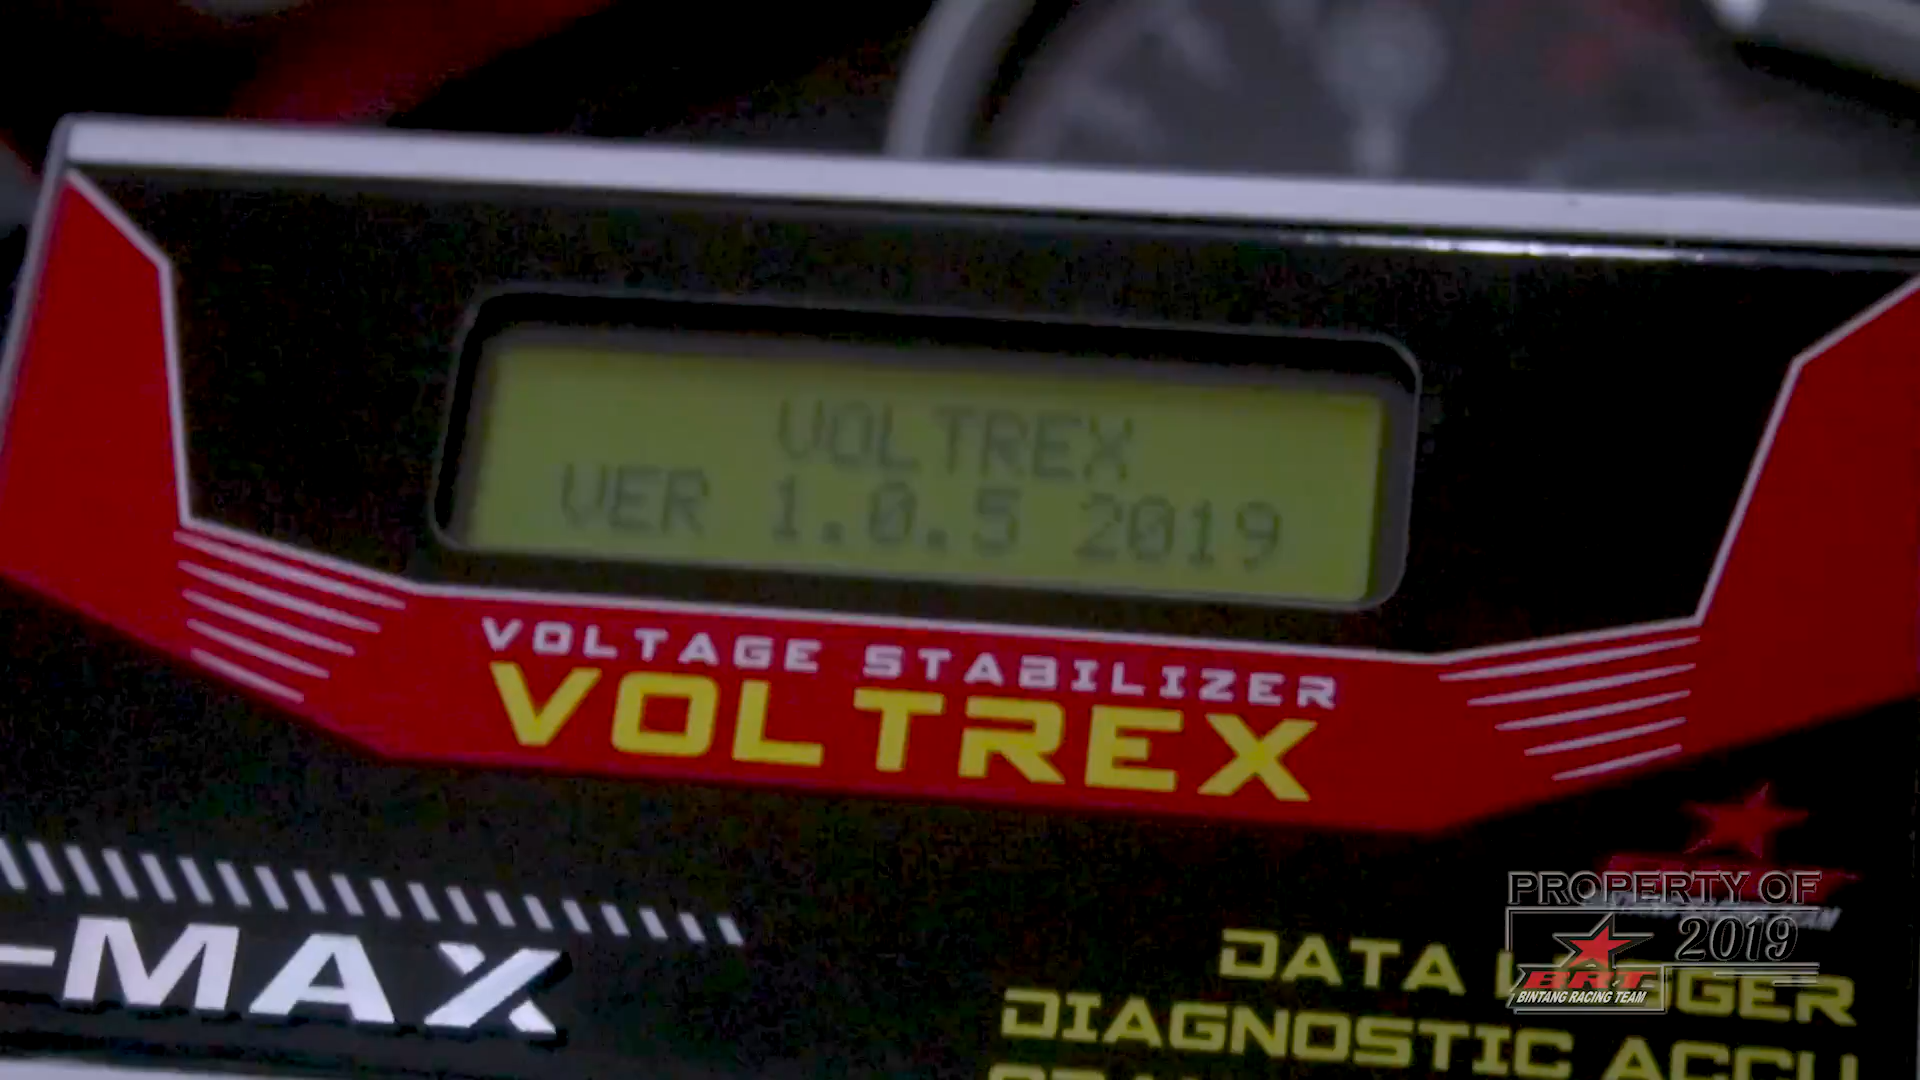 VOLTREX
VER 1.0.5 2019
VOLTAGE STABILIZER
VOLTREX
-MAX
PROPERTY OF
2019
BRT
BINTANG RACING TEAM
DATA
DIAGNOSTIC ACCU